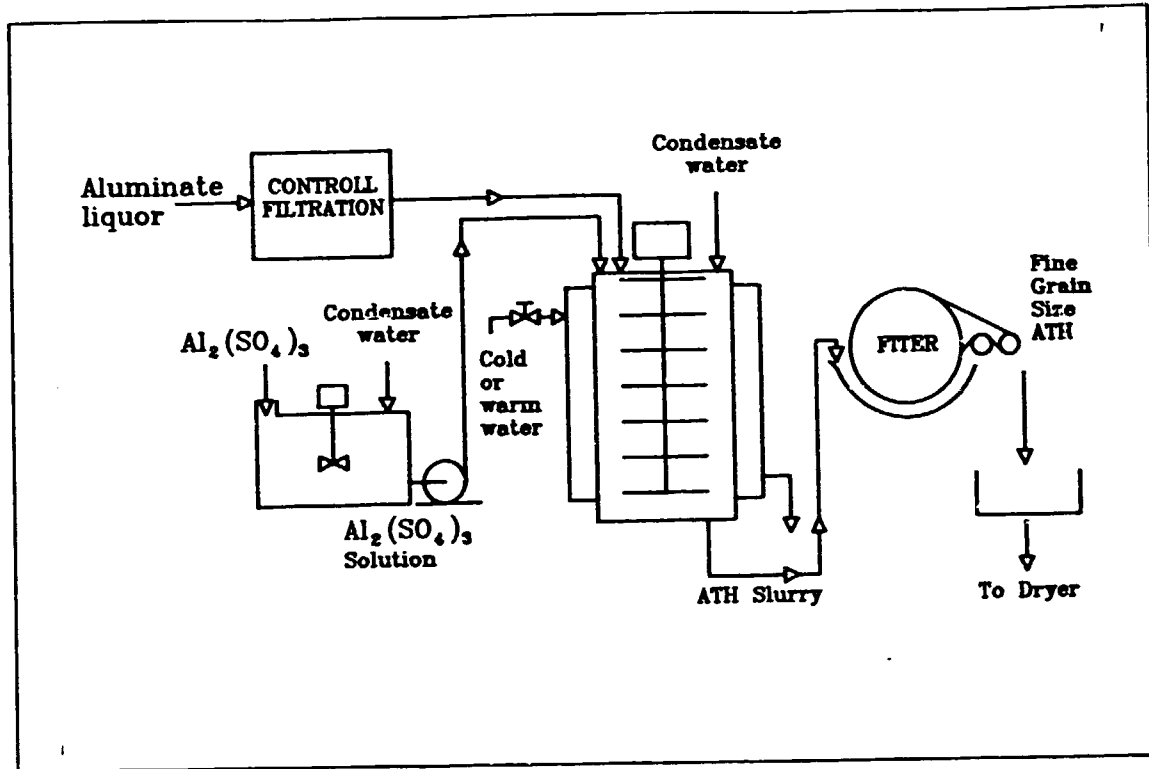 Aluminate
liquor
CONTROLL
FILTRATION
Condensate
water
Al₂(SO₄)₃
Condensate
water
Cold
or
warm
water
Al₂(SO₄)₃
Solution
ATH Slurry
FITER
Fine
Grain
Size
ATH
To Dryer